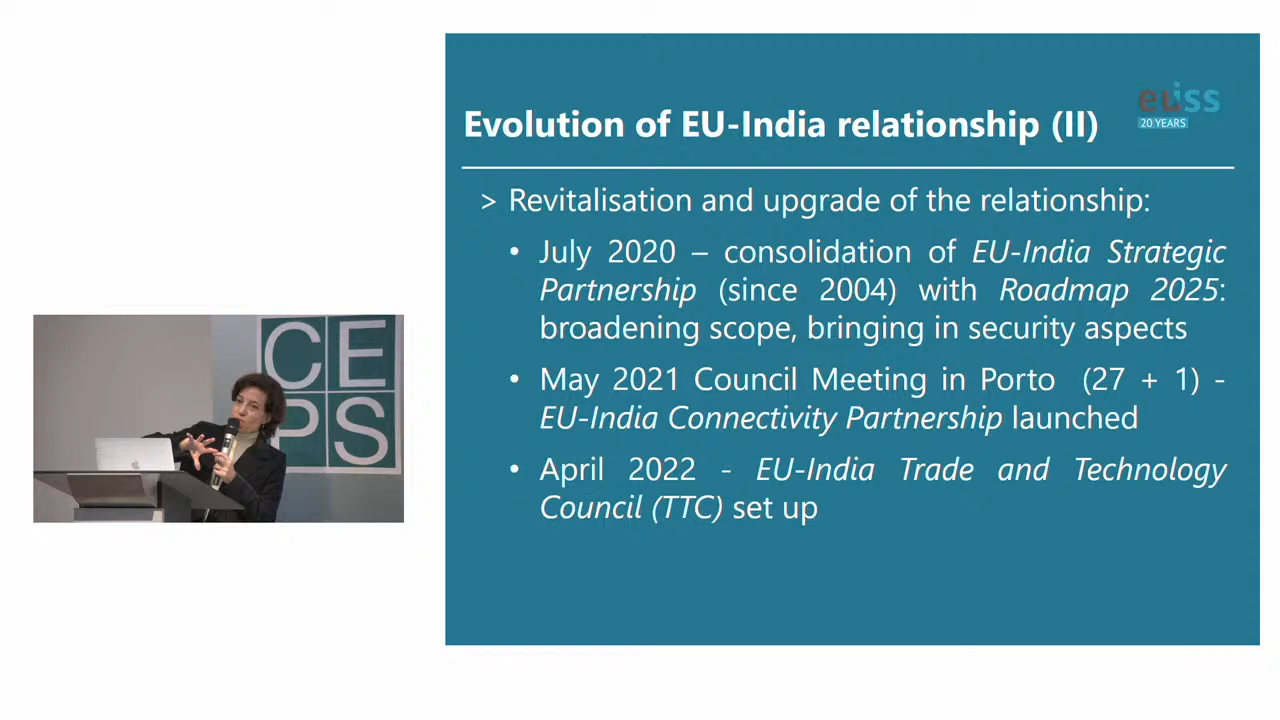 euiss
20 YEARS
Evolution of EU-India relationship (II)
> Revitalisation and upgrade of the relationship:
• July 2020 – consolidation of EU-India Strategic
Partnership (since 2004) with Roadmap 2025:
broadening scope, bringing in security aspects
• May 2021 Council Meeting in Porto (27 + 1) -
EU-India Connectivity Partnership launched
• April 2022 - EU-India Trade and Technology
Council (TTC) set up
CE
PS